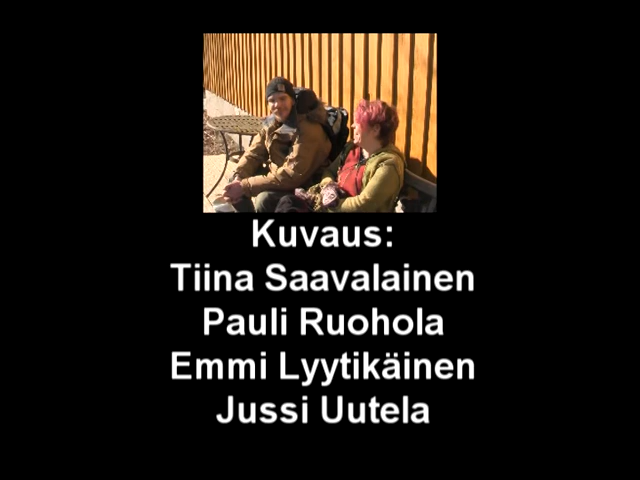 Kuvaus:
Tiina Saavalainen
Pauli Ruohola
Emmi Lyytikäinen
Jussi Uutela